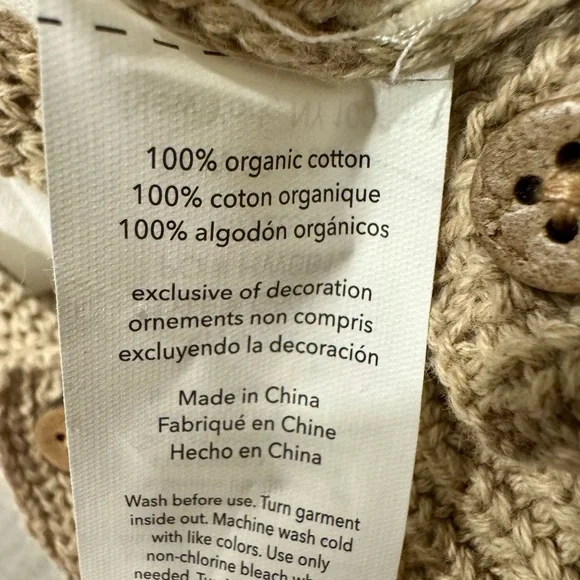 100% organic cotton
100% coton organique
100% algodón orgánicos
exclusive of decoration
ornements non compris
excluyendo la decoración
Made in China
Fabriqué en Chine
Hecho en China
Wash before use. Turn garment
inside out. Machine wash cold
with like colors. Use only
non-chlorine bleach
needed.